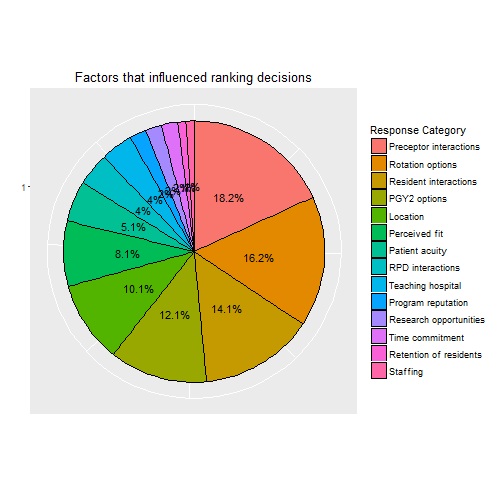 Factors that influenced ranking decisions
1
18.2%
16.2%
14.1%
12.1%
10.1%
8.1%
5.1%
4%
4%
Response Category
Preceptor interactions
Rotation options
Resident interactions
PGY2 options
Location
Perceived fit
Patient acuity
RPD interactions
Teaching hospital
Program reputation
Research opportunities
Time commitment
Retention of residents
Staffing